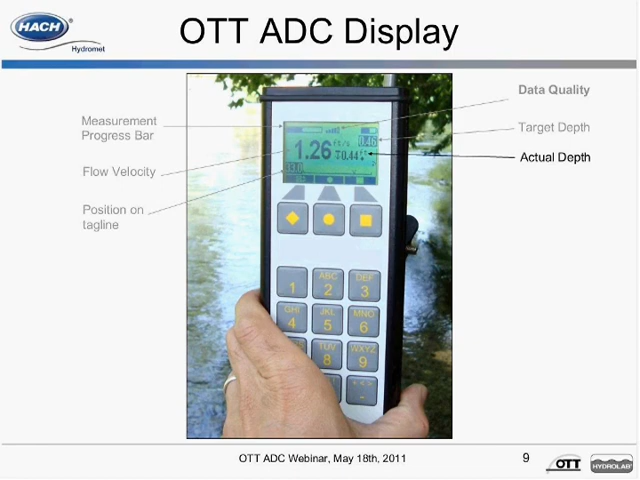 HACH®
Hydromet
OTT ADC Display
Measurement
Progress Bar
Flow Velocity
Position on
tagline
Data Quality
Target Depth
Actual Depth
1.26 ft/s
0.46
0.44
33.0
1
ABC
2
DEF
3
GHI
4
JKL
5
MNO
6
TUV
8
WXYZ
9
OTT ADC Webinar, May 18th, 2011
9
OTT
HYDROLAB